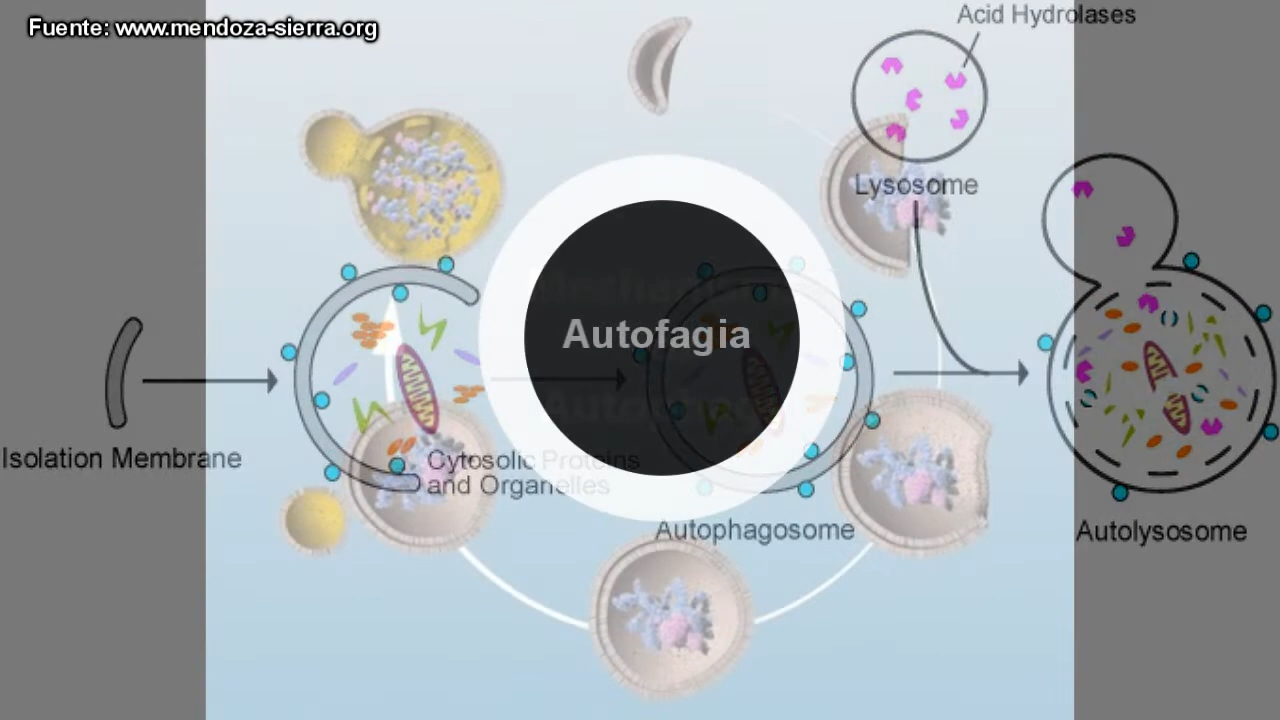 Fuente: www.mendoza-sierra.org
Acid Hydrolases
Lysosome
Autofagia
Isolation Membrane
Cytosolic Proteins
and Organelles
Autophagosome
Autolysosome